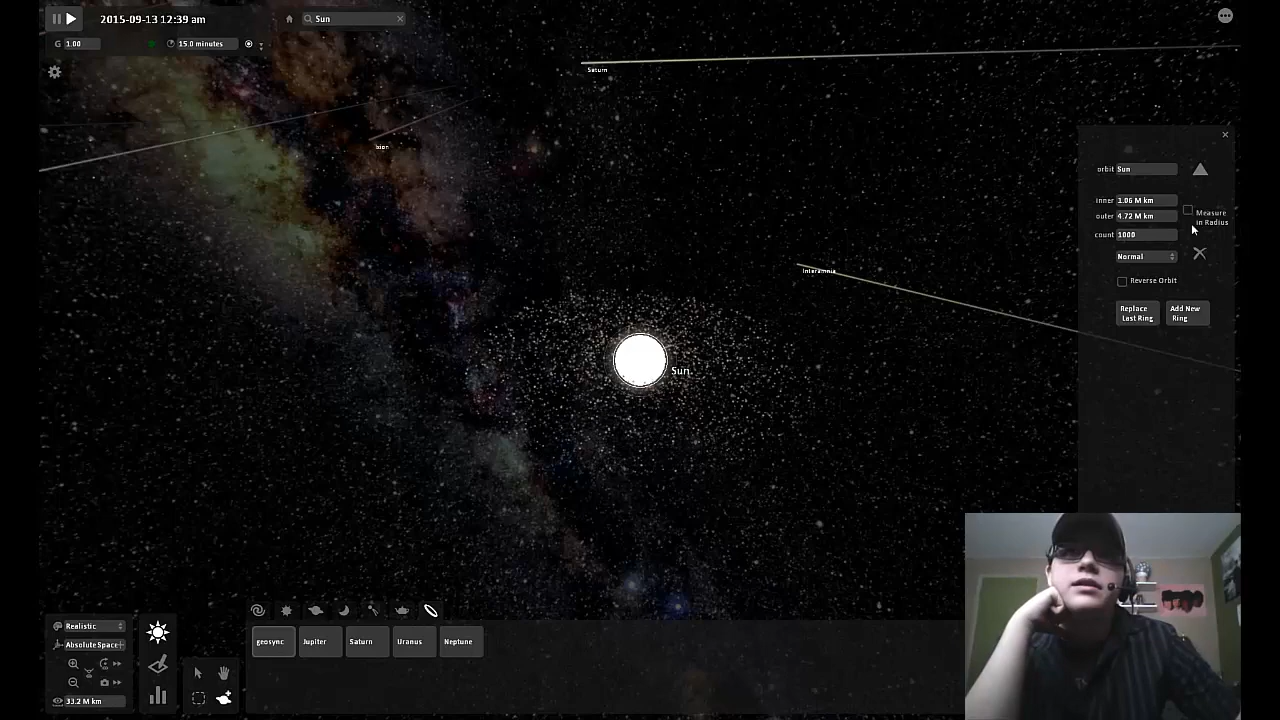 2015-09-13 12:39 am
Sun
G 1.00
15.0 minutes
Saturn
Ixion
orbit Sun
inner 1.06 M km
outer 4.72 M km
Measure
in Radius
count 1000
Normal
Reverse Orbit
Replace
Last Ring
Add New
Ring
Interamnia
Sun
Realistic
Absolute Space
33.2 M km
geosync
Jupiter
Saturn
Uranus
Neptune